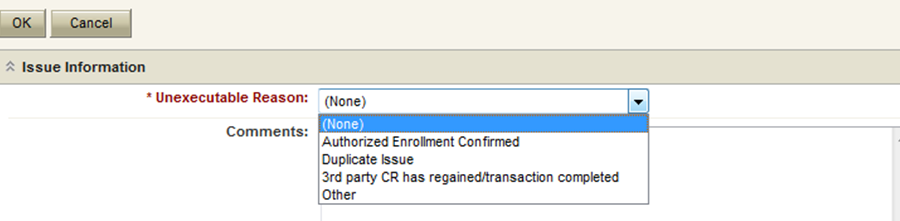 OK Cancel
Issue Information
* Unexecutable Reason: (None)
(None)
Comments:
Authorized Enrollment Confirmed
Duplicate Issue
3rd party CR has regained/transaction completed
Other